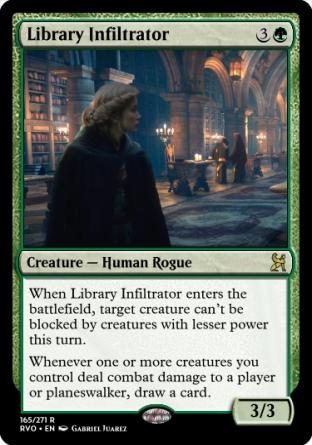 Library Infiltrator 3
Creature — Human Rogue
When Library Infiltrator enters the
battlefield, target creature can't be
blocked by creatures with lesser power
this turn.
Whenever one or more creatures you
control deal combat damage to a player
or planeswalker, draw a card.
3/3
165/271 R
RVO • EN Gabriel Juarez